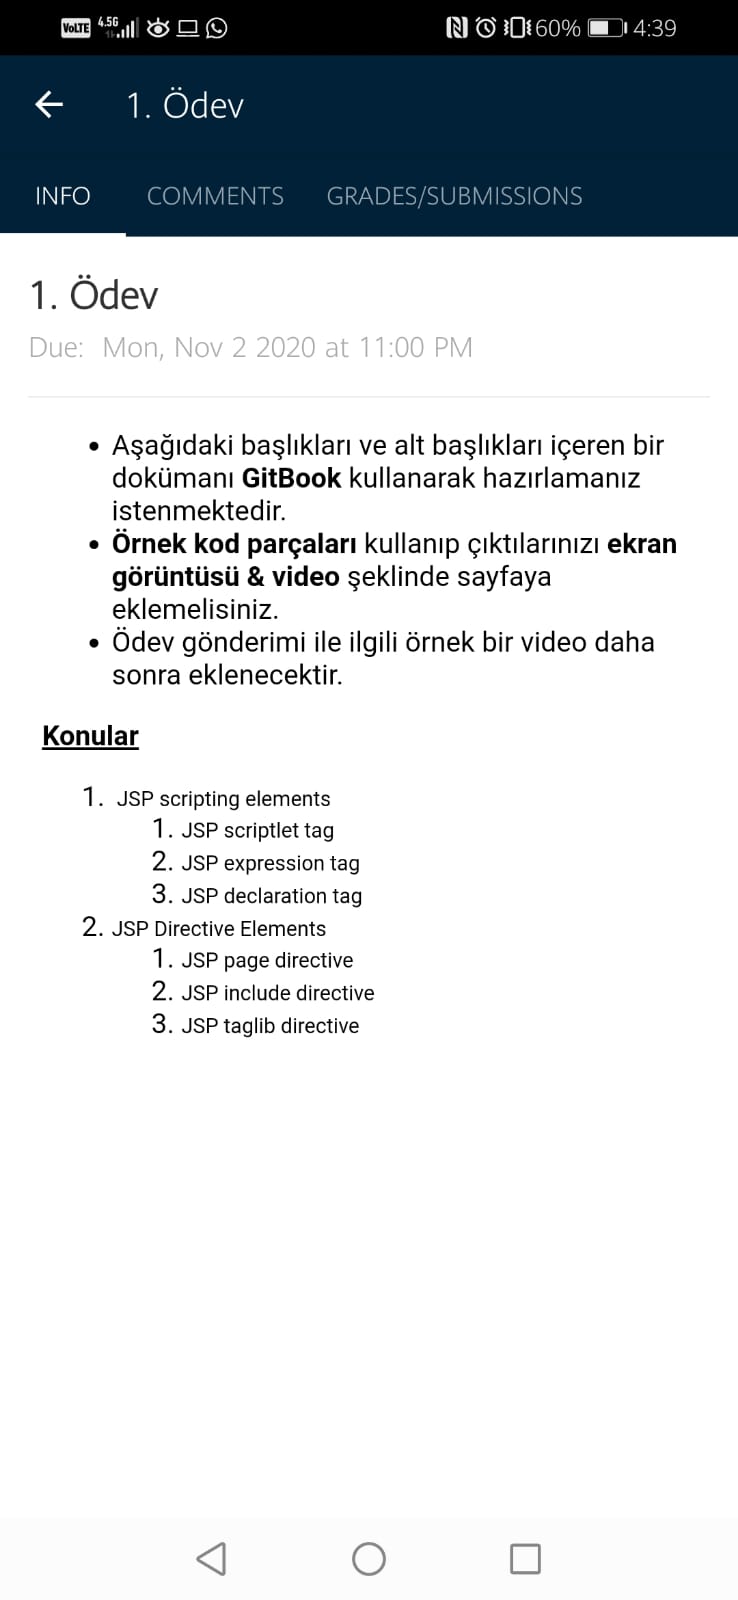 VoLTE 4.5G 60% 4:39
1. Ödev
INFO COMMENTS GRADES/SUBMISSIONS
1. Ödev
Due: Mon, Nov 2 2020 at 11:00 PM
• Aşağıdaki başlıkları ve alt başlıkları içeren bir
dokümanı GitBook kullanarak hazırlamanız
istenmektedir.
• Örnek kod parçaları kullanıp çıktılarınızı ekran
görüntüsü & video şeklinde sayfaya
eklemelisiniz.
• Ödev gönderimi ile ilgili örnek bir video daha
sonra eklenecektir.
Konular
1. JSP scripting elements
1. JSP scriptlet tag
2. JSP expression tag
3. JSP declaration tag
2. JSP Directive Elements
1. JSP page directive
2. JSP include directive
3. JSP taglib directive